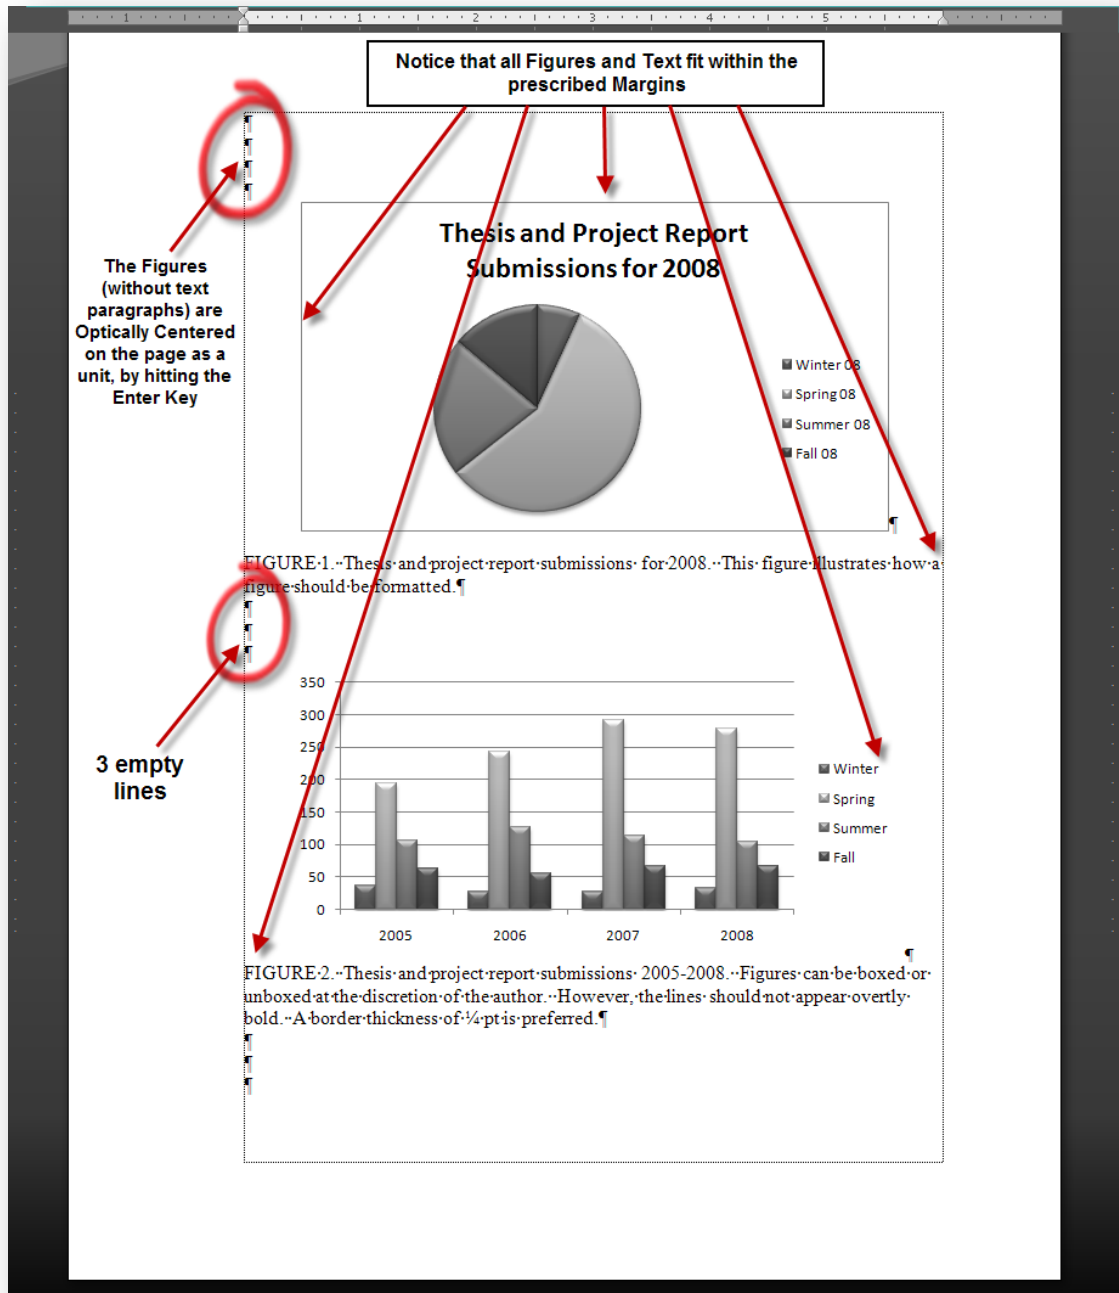 1 1 2 3 4 5
Notice that all Figures and Text fit within the
prescribed Margins
¶
¶
¶
¶
The Figures
(without text
paragraphs) are
Optically Centered
on the page as a
unit, by hitting the
Enter Key
Thesis and Project Report
Submissions for 2008
Winter 08
Spring 08
Summer 08
Fall 08
¶
FIGURE·1.··Thesis·and·project·report·submissions·for·2008.··This·figure·illustrates·how·a·
figure·should·be·formatted.¶
¶
¶
¶
3 empty
lines
350
300
250
200
150
100
50
0
2005 2006 2007 2008
Winter
Spring
Summer
Fall
¶
FIGURE·2.··Thesis·and·project·report·submissions·2005-2008.··Figures·can·be·boxed·or·
unboxed·at·the·discretion·of·the·author.··However,·the·lines·should·not·appear·overtly·
bold.··A·border·thickness·of·¼·pt·is·preferred.¶
¶
¶
¶